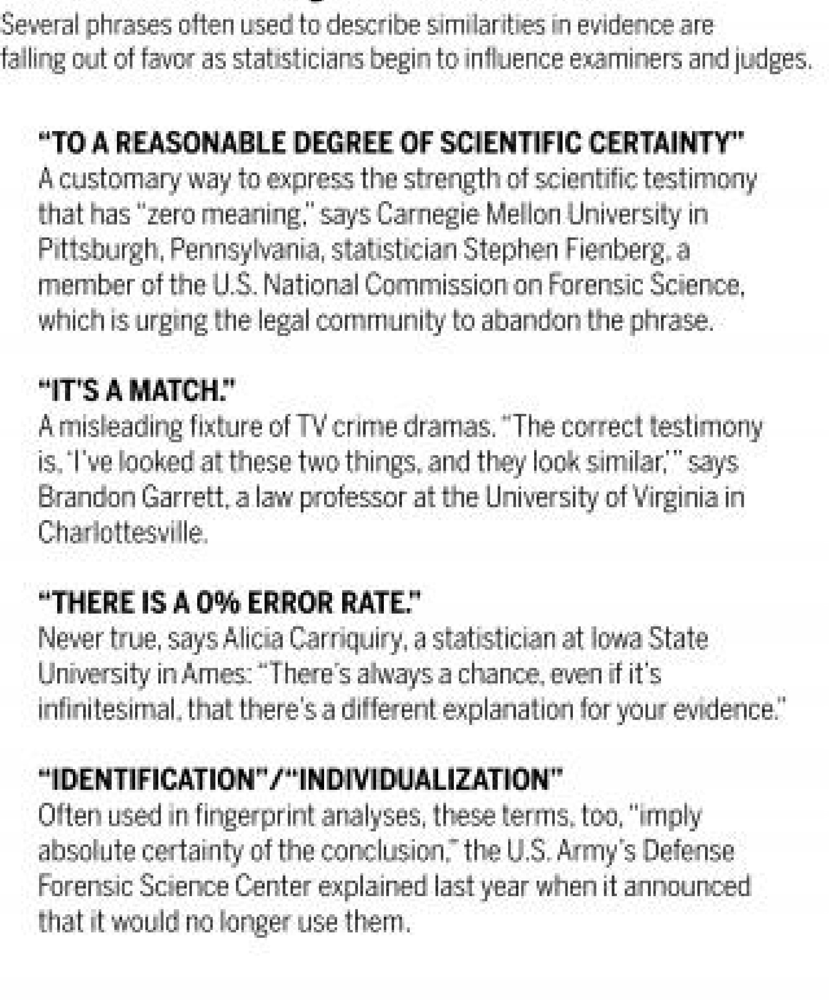 Several phrases often used to describe similarities in evidence are
falling out of favor as statisticians begin to influence examiners and judges.
“TO A REASONABLE DEGREE OF SCIENTIFIC CERTAINTY”
A customary way to express the strength of scientific testimony
that has “zero meaning,” says Carnegie Mellon University in
Pittsburgh, Pennsylvania, statistician Stephen Fienberg, a
member of the U.S. National Commission on Forensic Science,
which is urging the legal community to abandon the phrase.
“IT'S A MATCH.”
A misleading fixture of TV crime dramas. “The correct testimony
is, ‘I’ve looked at these two things, and they look similar,’” says
Brandon Garrett, a law professor at the University of Virginia in
Charlottesville.
“THERE IS A 0% ERROR RATE.”
Never true, says Alicia Carriquiry, a statistician at Iowa State
University in Ames: “There’s always a chance, even if it’s
infinitesimal, that there’s a different explanation for your evidence.”
“IDENTIFICATION”/“INDIVIDUALIZATION”
Often used in fingerprint analyses, these terms, too, “imply
absolute certainty of the conclusion,” the U.S. Army’s Defense
Forensic Science Center explained last year when it announced
that it would no longer use them.